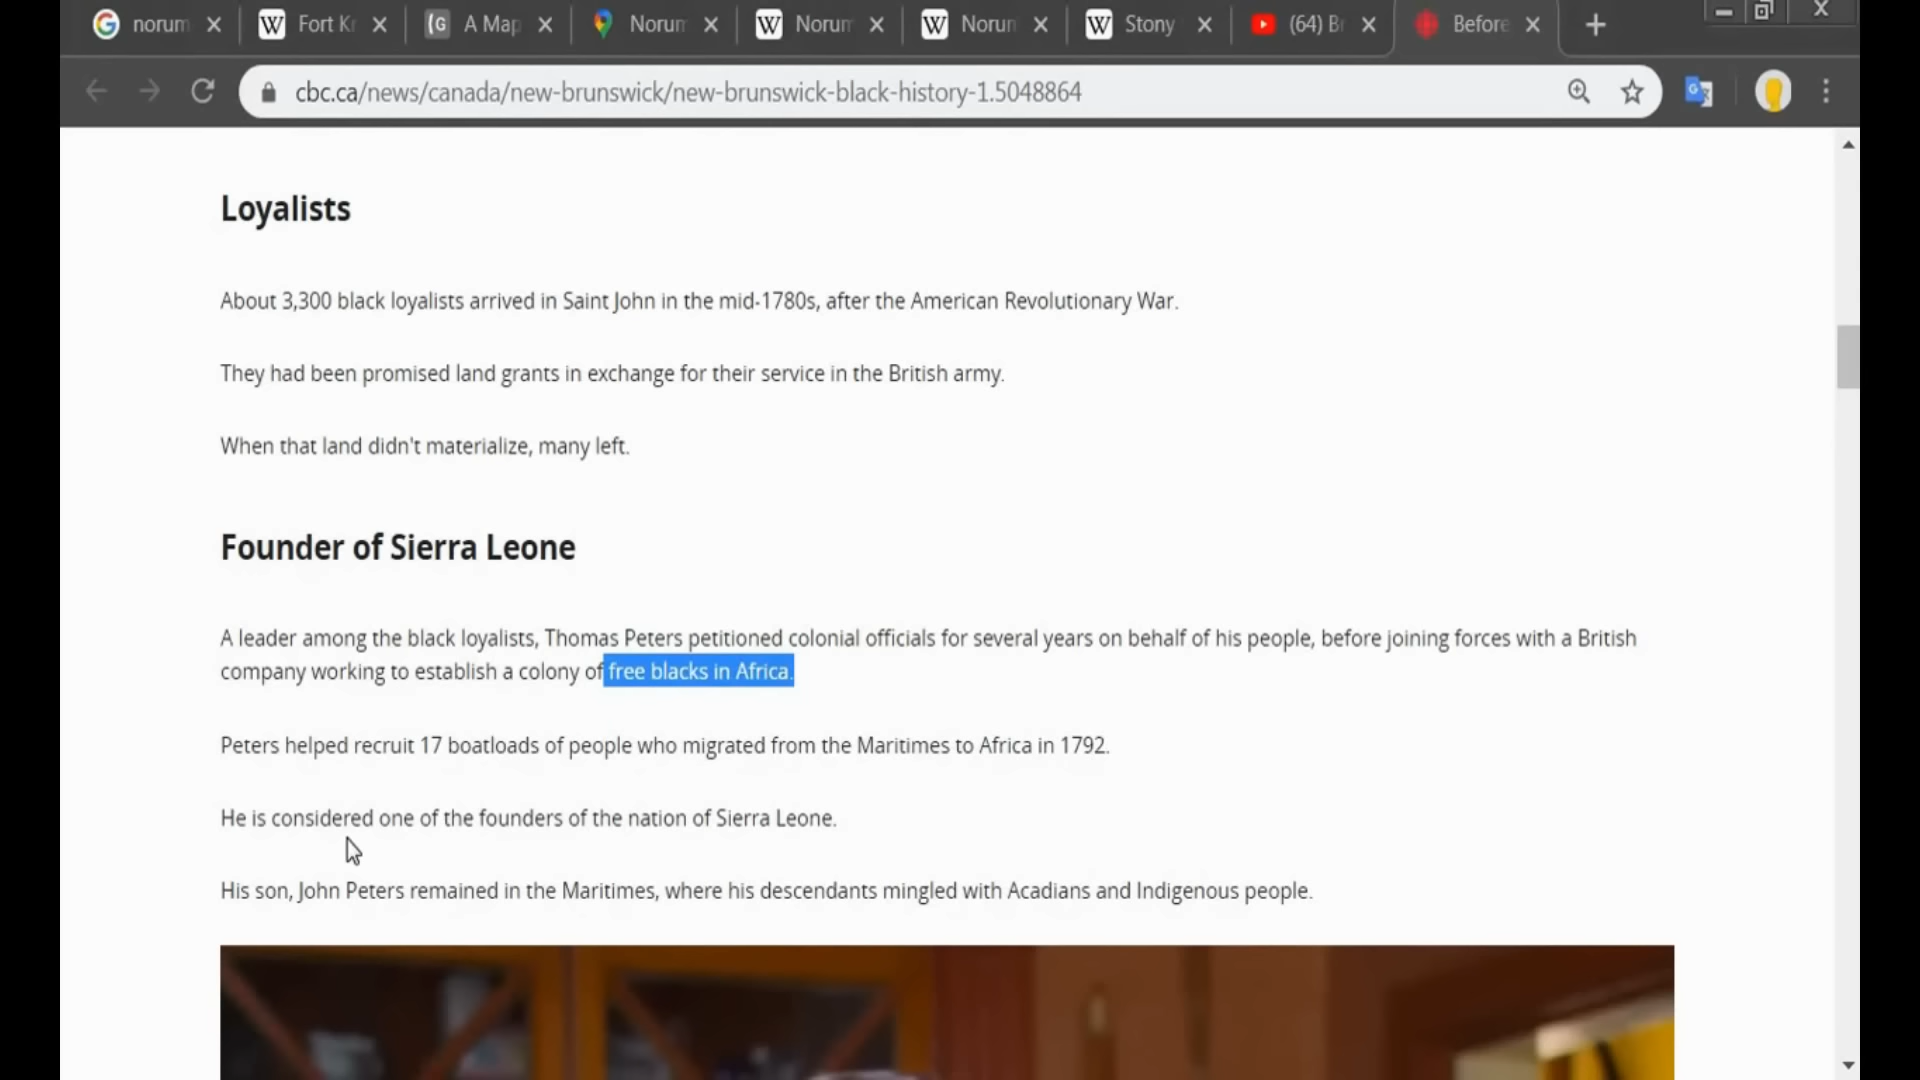 norum
Fort Kr
A Map
Norum
Norum
Norum
Stony
(64) Br
Before
cbc.ca/news/canada/new-brunswick/new-brunswick-black-history-1.5048864
Loyalists
About 3,300 black loyalists arrived in Saint John in the mid-1780s, after the American Revolutionary War.
They had been promised land grants in exchange for their service in the British army.
When that land didn't materialize, many left.
Founder of Sierra Leone
A leader among the black loyalists, Thomas Peters petitioned colonial officials for several years on behalf of his people, before joining forces with a British
company working to establish a colony of free blacks in Africa.
Peters helped recruit 17 boatloads of people who migrated from the Maritimes to Africa in 1792.
He is considered one of the founders of the nation of Sierra Leone.
His son, John Peters remained in the Maritimes, where his descendants mingled with Acadians and Indigenous people.